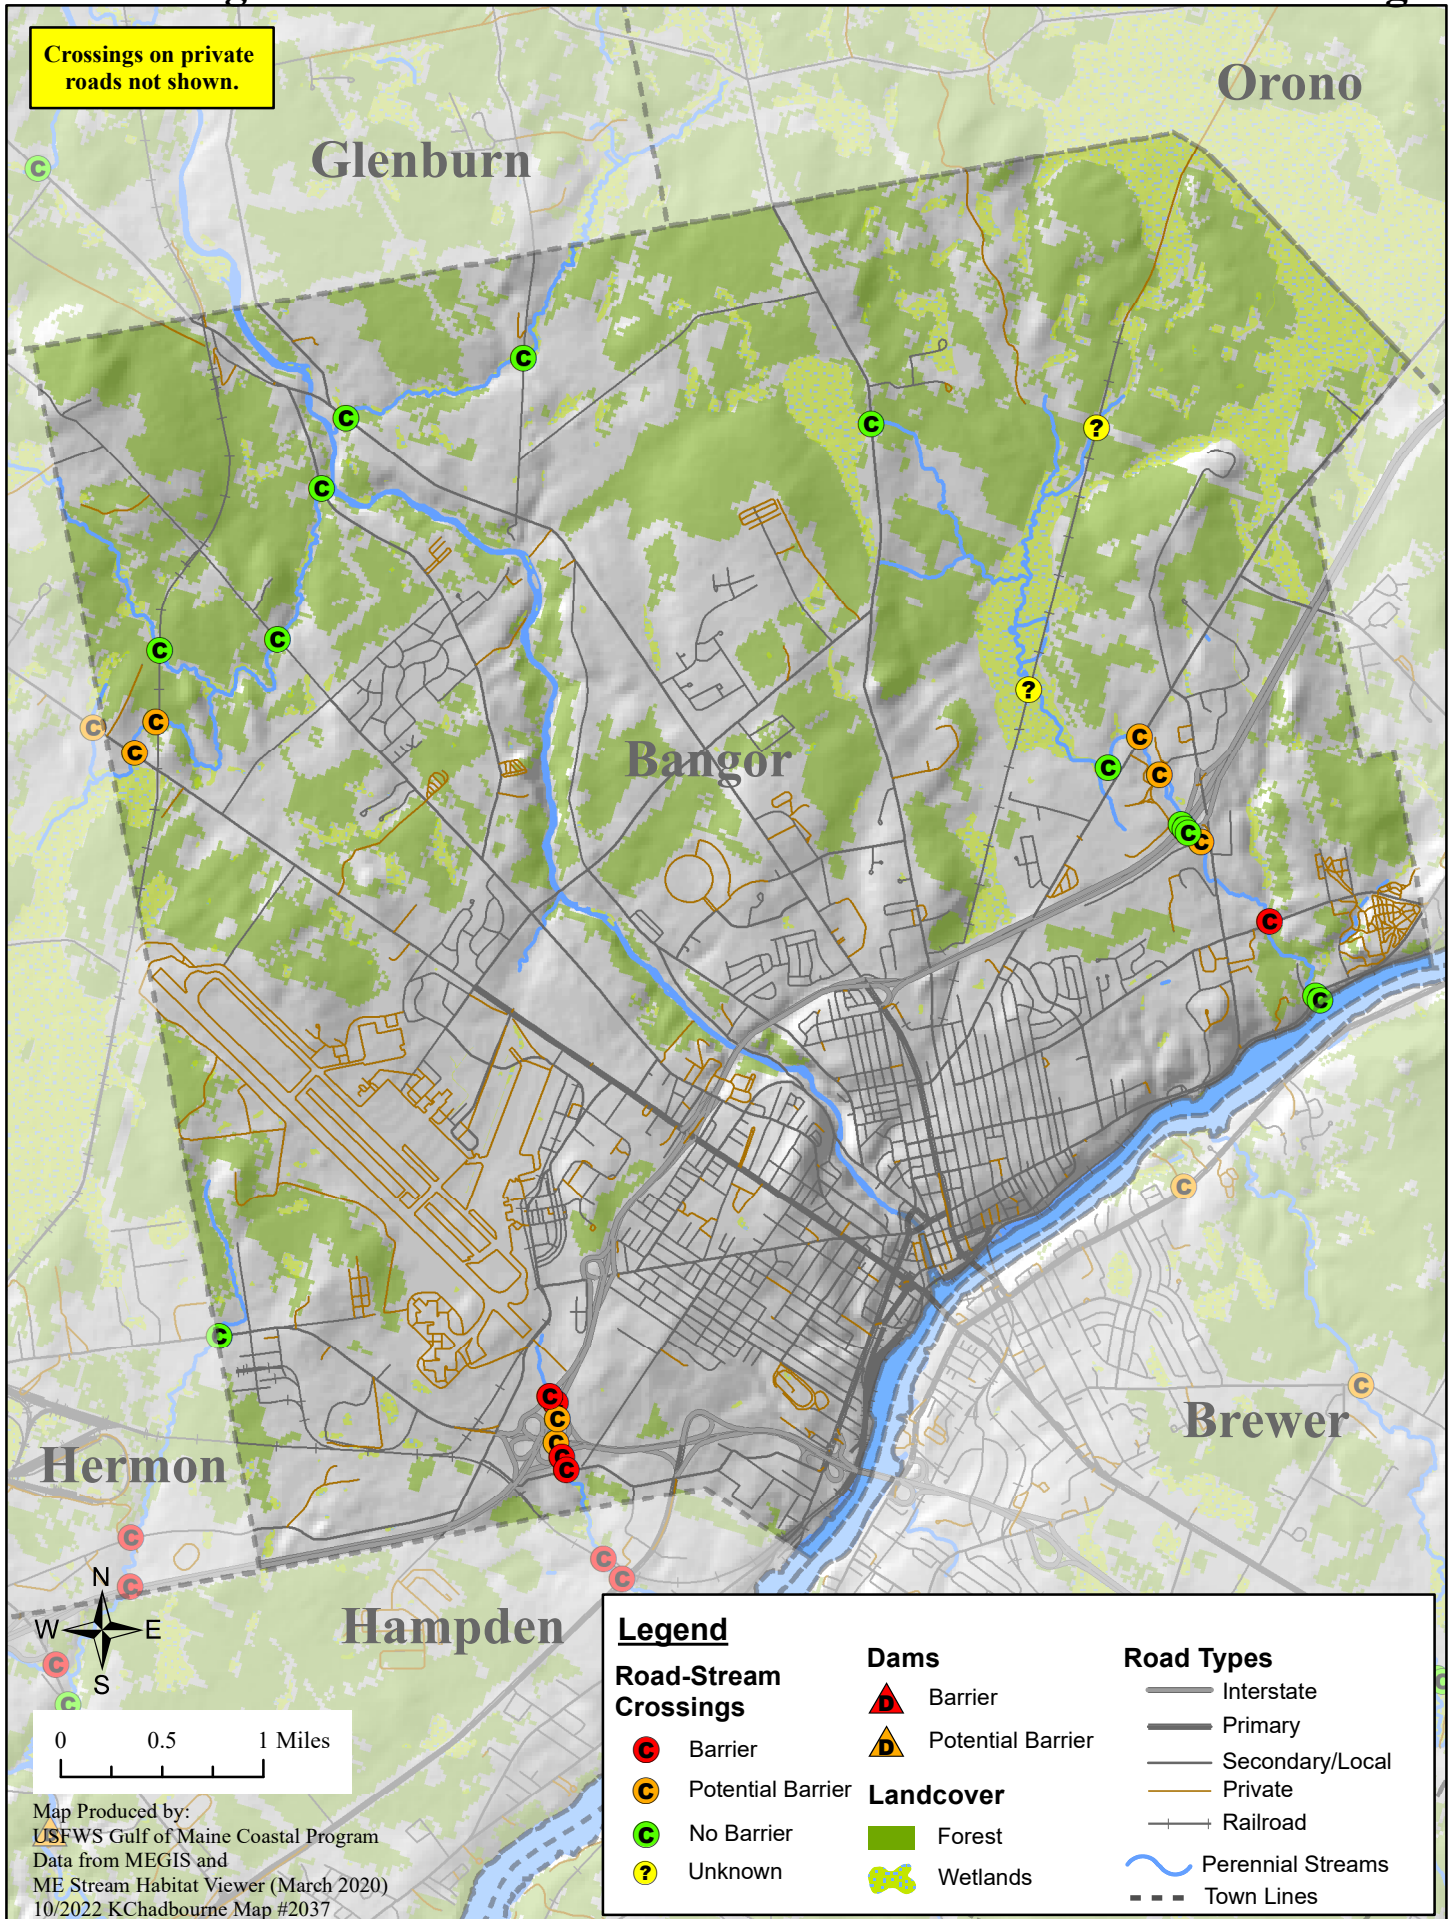 Crossings on private
roads not shown.
Orono
Glenburn
Bangor
Brewer
Hermon
Hampden
N
W
E
S
0
0.5
1 Miles
Map Produced by:
USFWS Gulf of Maine Coastal Program
Data from MEGIS and
ME Stream Habitat Viewer (March 2020)
10/2022 KChadbourne Map #2037
Legend
Road-Stream
Crossings
C Barrier
C Potential Barrier
C No Barrier
? Unknown
Dams
D Barrier
D Potential Barrier
Landcover
Forest
Wetlands
Road Types
Interstate
Primary
Secondary/Local
Private
Railroad
Perennial Streams
Town Lines